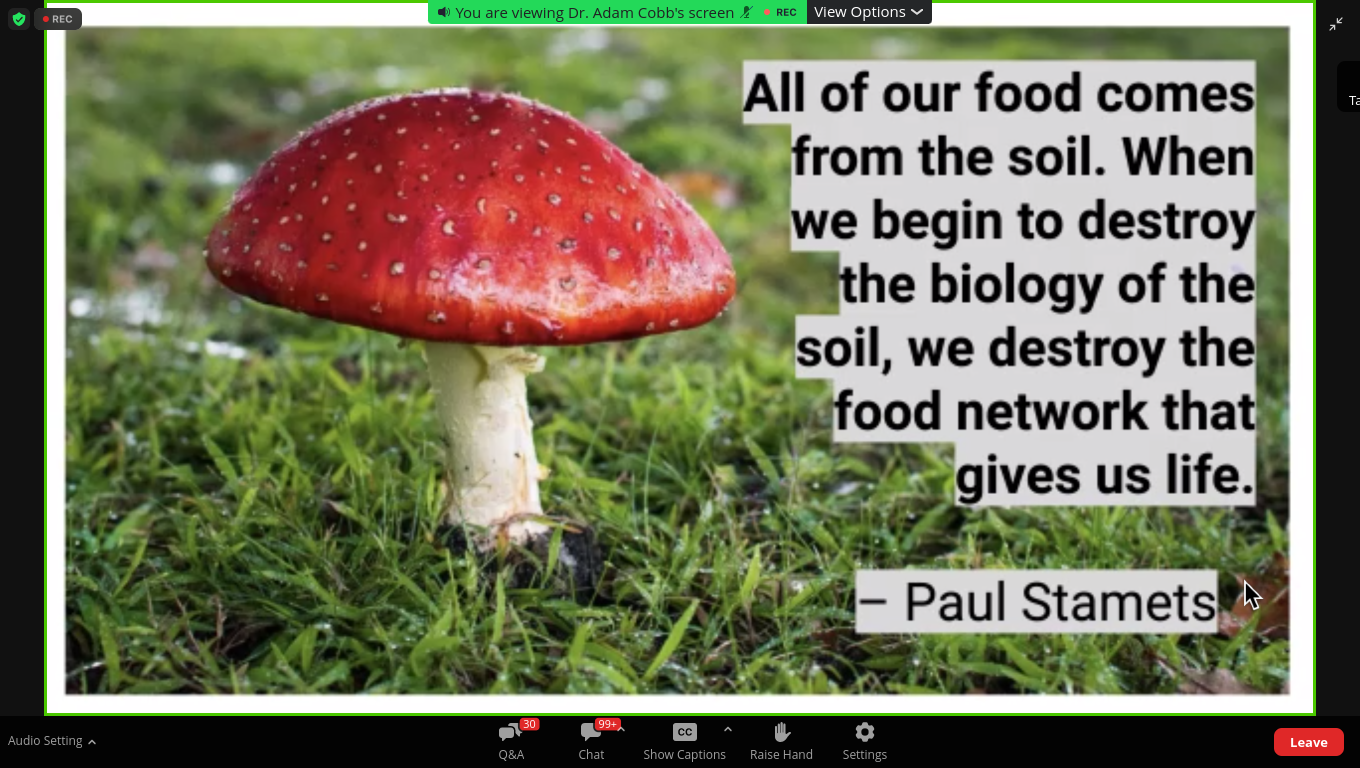 REC
You are viewing Dr. Adam Cobb's screen REC View Options
Ta
All of our food comes
from the soil. When
we begin to destroy
the biology of the
soil, we destroy the
food network that
gives us life.
– Paul Stamets
Audio Setting
30
99+
CC
Q&A
Chat
Show Captions
Raise Hand
Settings
Leave